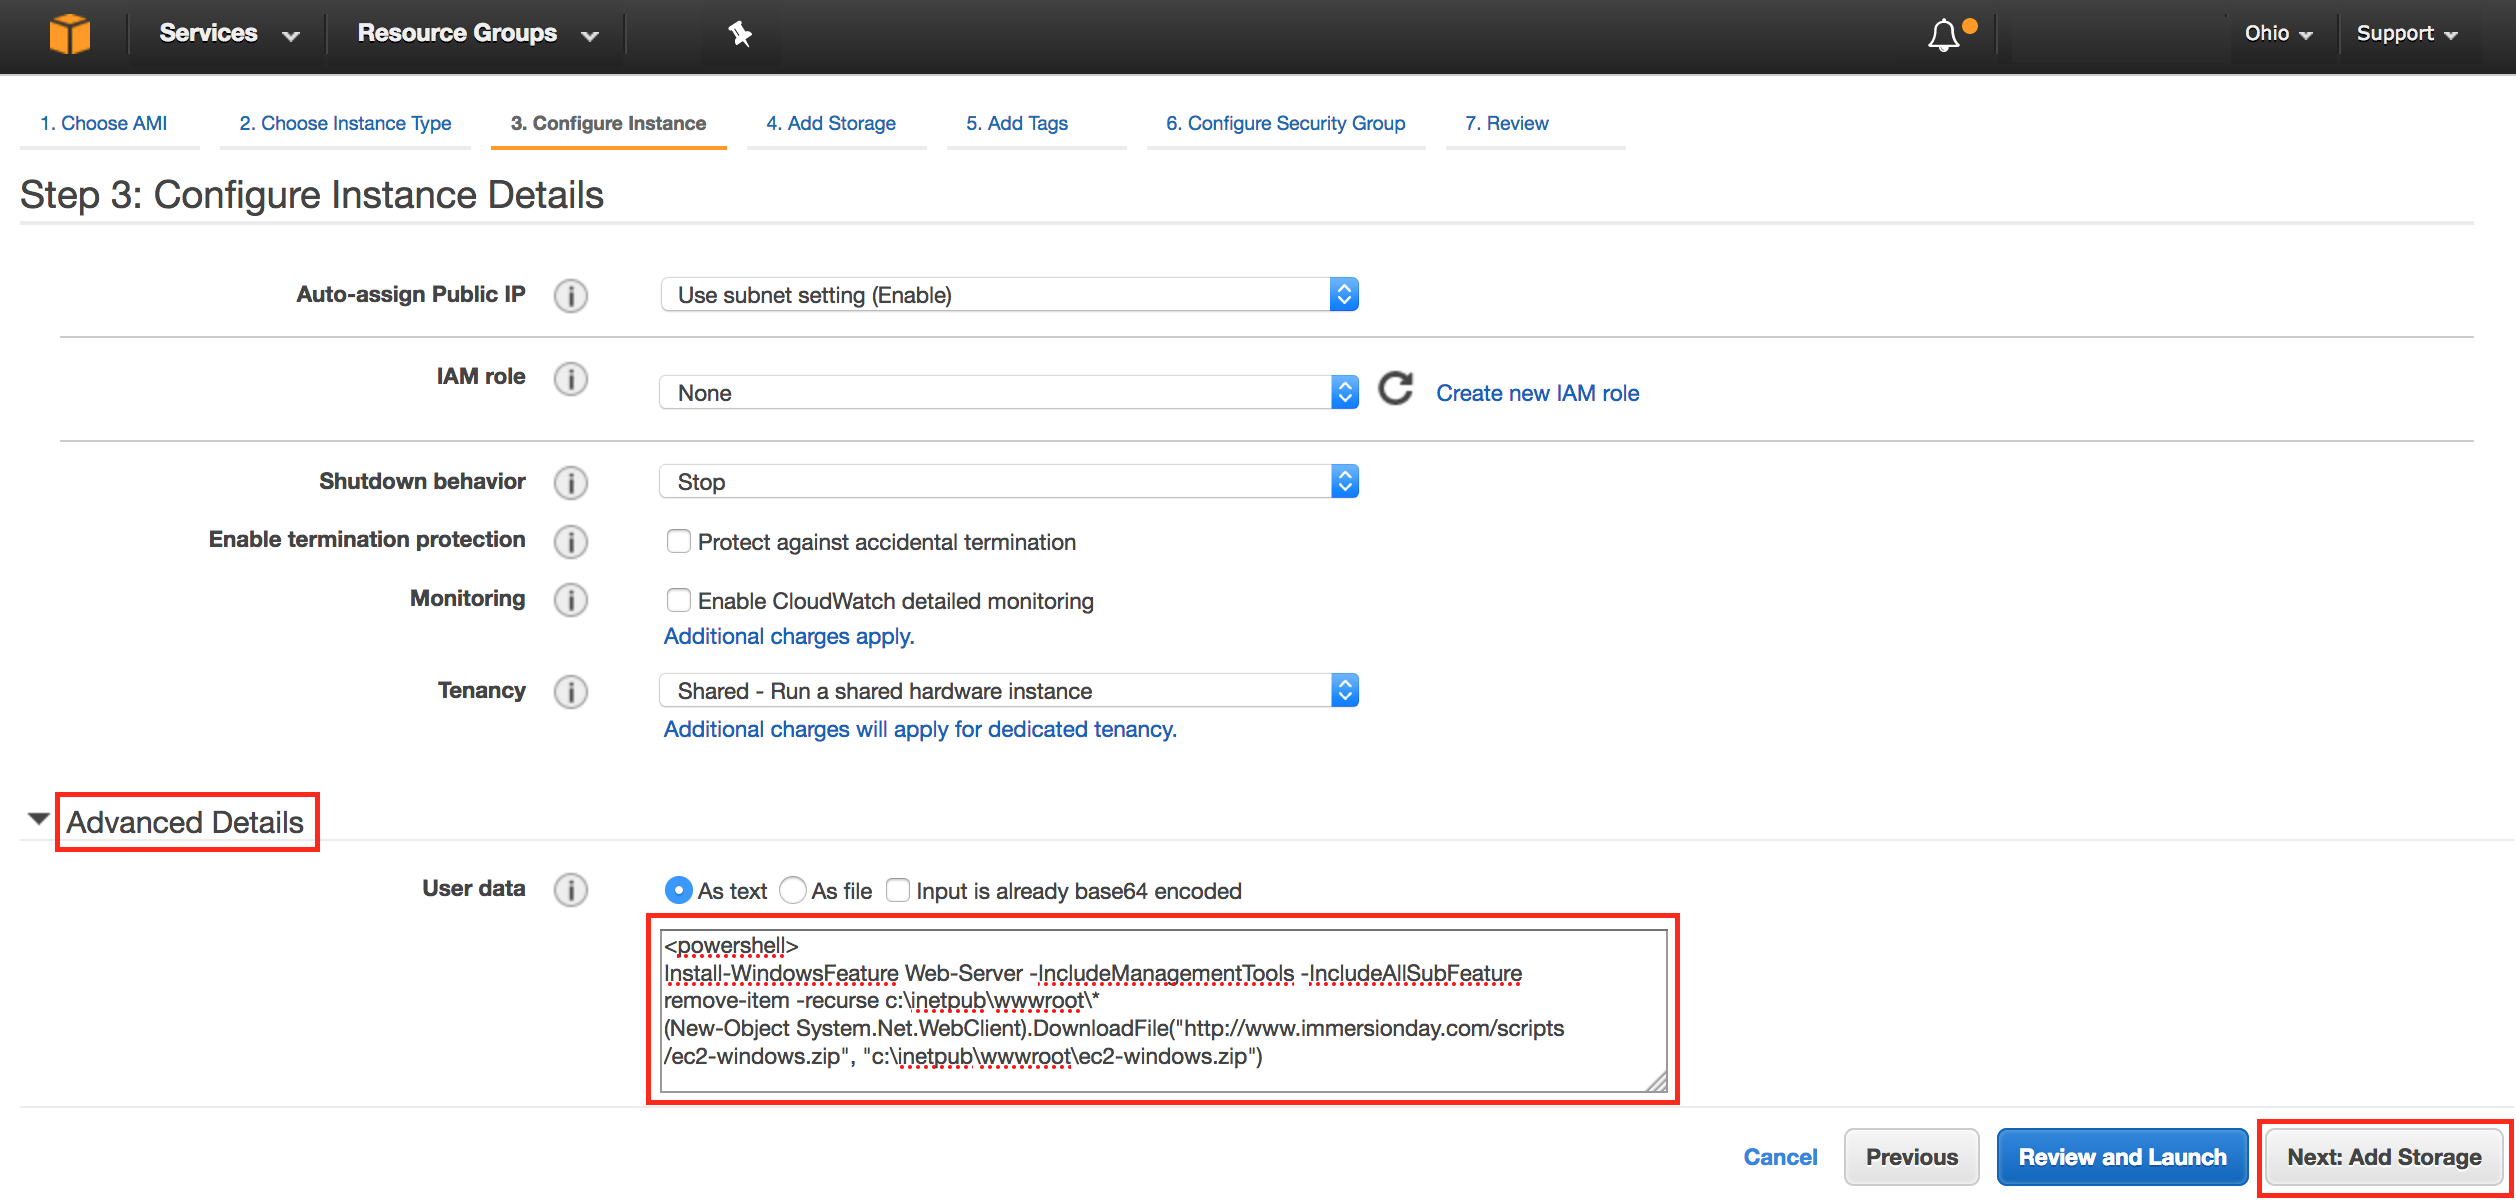 Services
Resource Groups
Ohio
Support
1. Choose AMI
2. Choose Instance Type
3. Configure Instance
4. Add Storage
5. Add Tags
6. Configure Security Group
7. Review
Step 3: Configure Instance Details
Auto-assign Public IP
Use subnet setting (Enable)
IAM role
None
Create new IAM role
Shutdown behavior
Stop
Enable termination protection
Protect against accidental termination
Monitoring
Enable CloudWatch detailed monitoring
Additional charges apply.
Tenancy
Shared - Run a shared hardware instance
Additional charges will apply for dedicated tenancy.
Advanced Details
User data
As text
As file
Input is already base64 encoded
<powershell>
Install-WindowsFeature Web-Server -IncludeManagementTools -IncludeAllSubFeature
remove-item -recurse c:\inetpub\wwwroot\*
(New-Object System.Net.WebClient).DownloadFile("http://www.immersionday.com/scripts
/ec2-windows.zip", "c:\inetpub\wwwroot\ec2-windows.zip")
Cancel
Previous
Review and Launch
Next: Add Storage